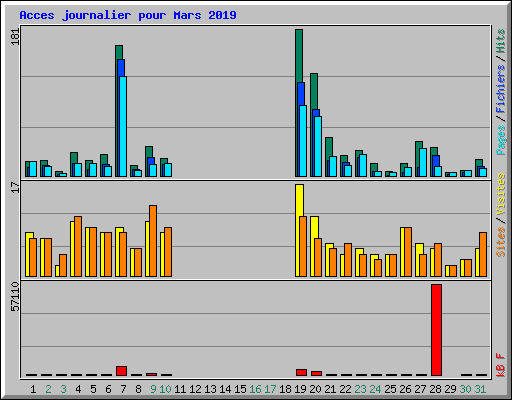 Acces journalier pour Mars 2019
181
17
57110
Pages / Fichiers / Hits
Sites / Visites
kB F
1 2 3 4 5 6 7 8 9 10 11 12 13 14 15 16 17 18 19 20 21 22 23 24 25 26 27 28 29 30 31